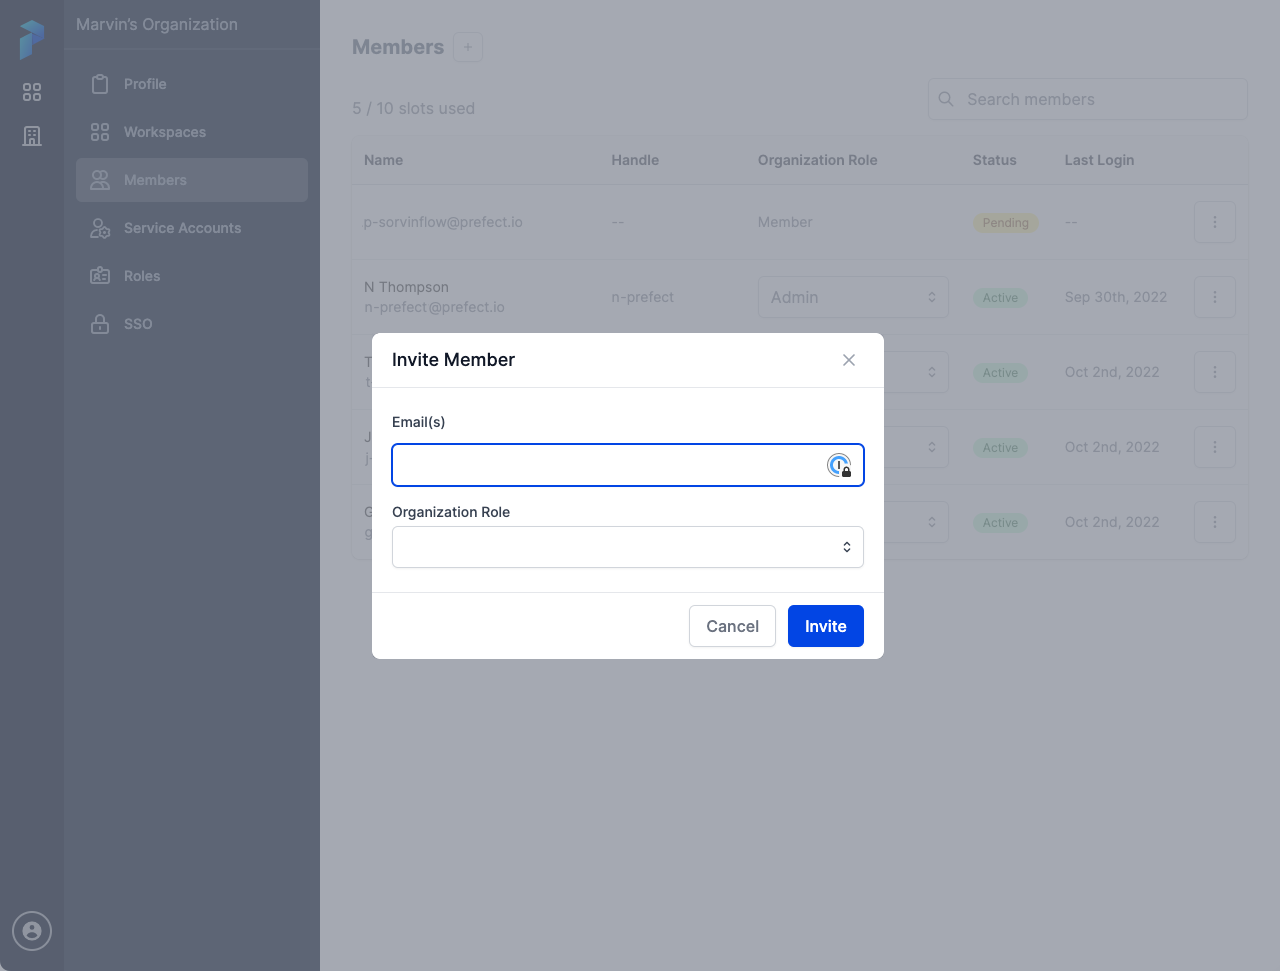 Marvin's Organization
Profile
Workspaces
Members
Service Accounts
Roles
SSO
Members +
5 / 10 slots used
Search members
Name Handle Organization Role Status Last Login
p-sorvinflow@prefect.io -- Member Pending --
N Thompson
n-prefect@prefect.io n-prefect Admin Active Sep 30th, 2022
Active Oct 2nd, 2022
Active Oct 2nd, 2022
Active Oct 2nd, 2022
Invite Member
Email(s)
Organization Role
Cancel Invite